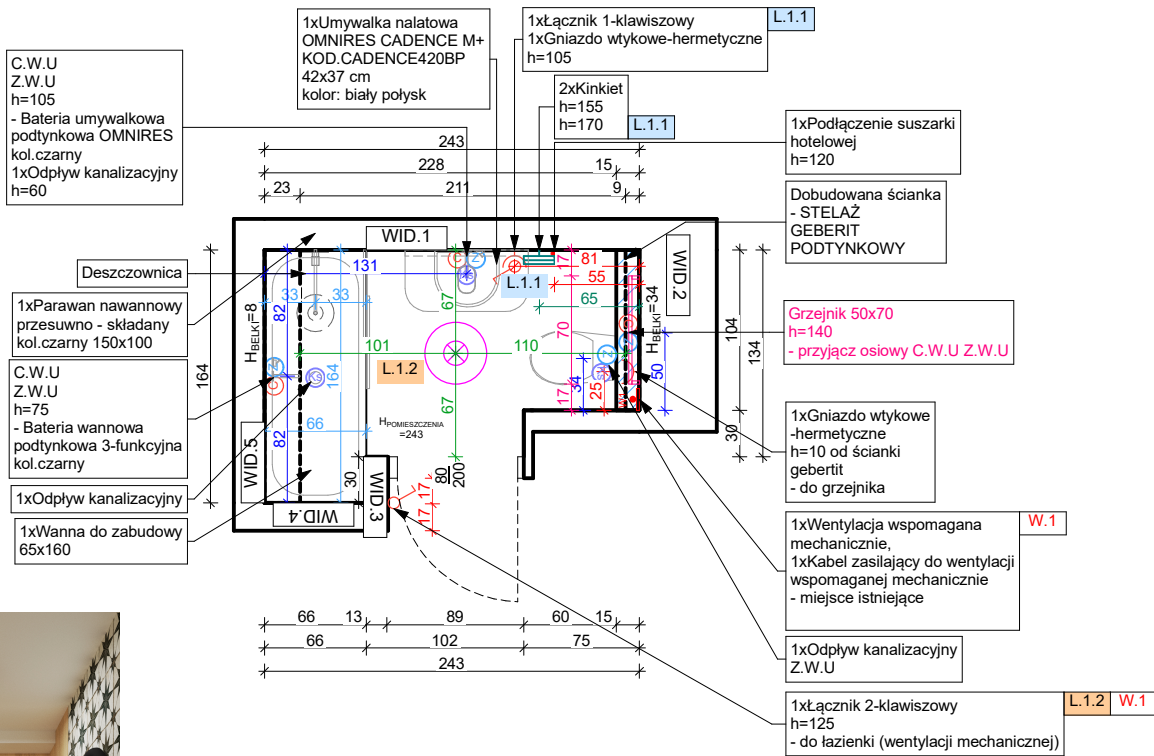 1xUmywalka nalatowa
OMNIRES CADENCE M+
KOD.CADENCE420BP
42x37 cm
kolor: biały połysk
1xŁącznik 1-klawiszowy
1xGniazdo wtykowe-hermetyczne
h=105
L.1.1
C.W.U
Z.W.U
h=105
- Bateria umywalkowa
podtynkowa OMNIRES
kol.czarny
1xOdpływ kanalizacyjny
h=60
2xKinkiet
h=155
h=170
L.1.1
1xPodłączenie suszarki
hotelowej
h=120
Dobudowana ścianka
- STELAŻ
GEBERIT
PODTYNKOWY
243
228 15
23 211 9
WID.1
WID.2
Deszczownica
1xParawan nawannowy
przesuwno - składany
kol.czarny 150x100
C.W.U
Z.W.U
h=75
- Bateria wannowa
podtynkowa 3-funkcyjna
kol.czarny
1xOdpływ kanalizacyjny
1xWanna do zabudowy
65x160
164
HBELKI=8
131
33 33
82
82
164
66
101
110
67
67
L.1.1
L.1.2
C Z
17
81
55
65
70
17
34
25
50
HBELKI=34
104
134
30
HPOMIESZCZENIA
=243
80
200
30
17
17
WID.5
WID.4
WID.3
Grzejnik 50x70
h=140
- przyjącz osiowy C.W.U Z.W.U
1xGniazdo wtykowe
-hermetyczne
h=10 od ścianki
gebertit
- do grzejnika
1xWentylacja wspomagana
mechanicznie,
1xKabel zasilający do wentylacji
wspomaganej mechanicznie
- miejsce istniejące
W.1
1xOdpływ kanalizacyjny
Z.W.U
1xŁącznik 2-klawiszowy
h=125
- do łazienki (wentylacji mechanicznej)
L.1.2 W.1
66 13 89 60 15
66 102 75
243